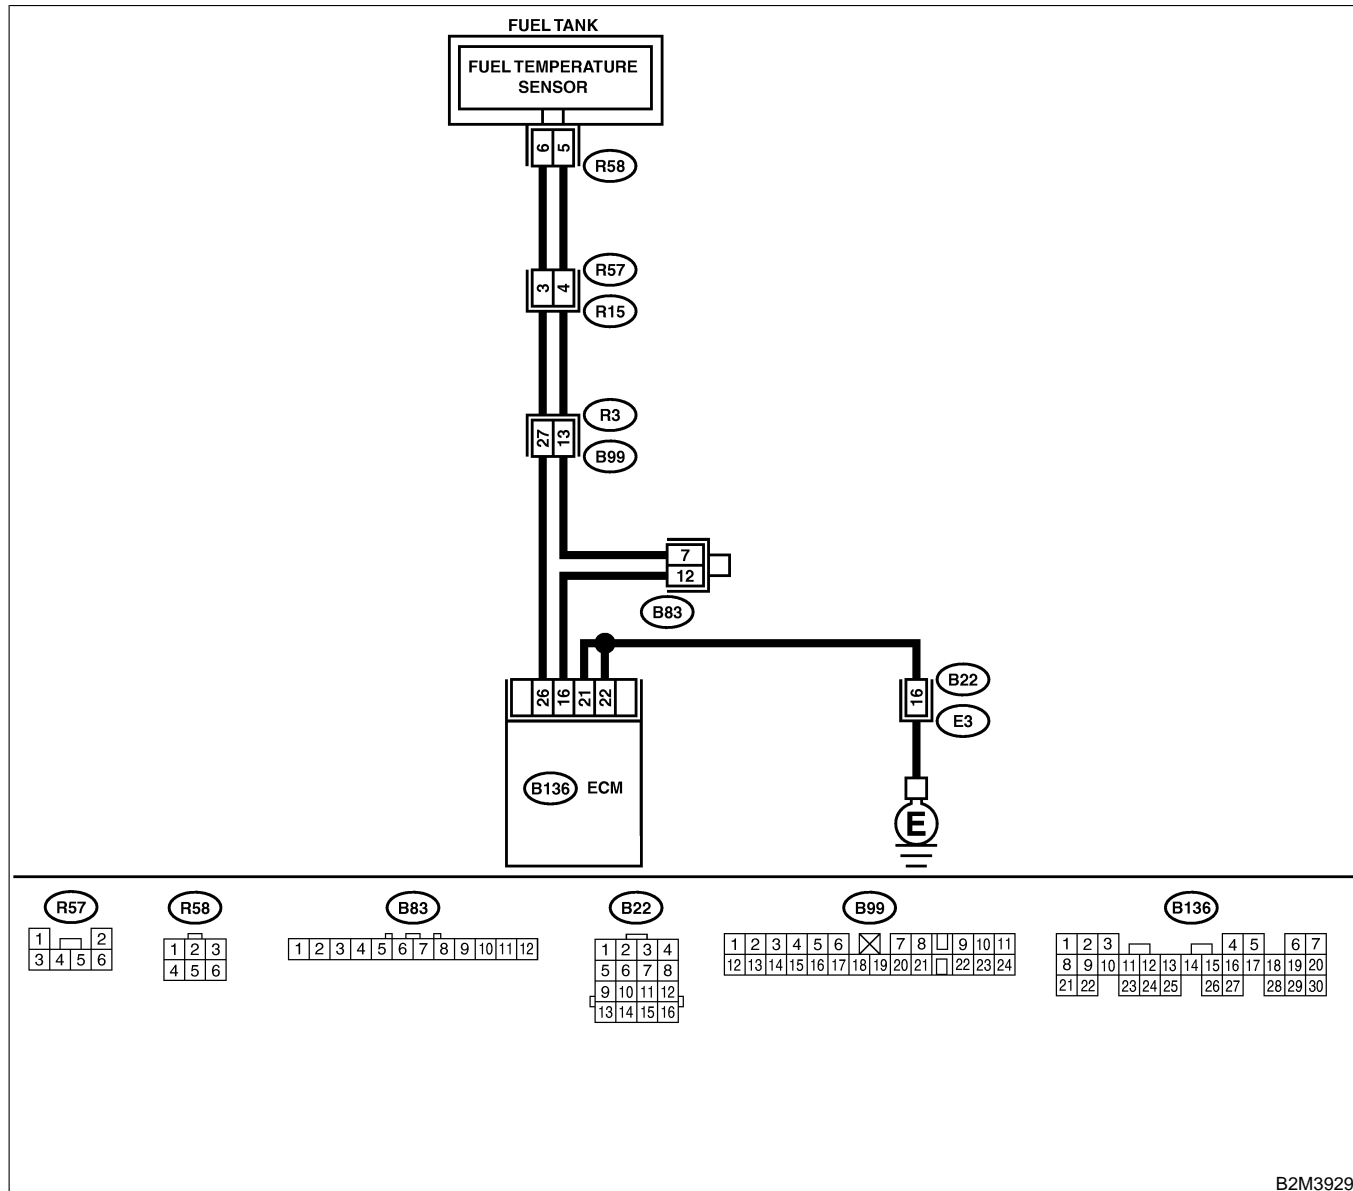 FUEL TANK
FUEL TEMPERATURE
SENSOR
6 5
R58
R57
3 4
R15
R3
27 13
B99
7
12
B83
B22
26 16 21 22
16
E3
B136 ECM
E
R57 R58 B83 B22 B99 B136
1 2
3 4 5 6
1 2 3
4 5 6
1 2 3 4 5 6 7 8 9 10 11 12
1 2 3 4
5 6 7 8
9 10 11 12
13 14 15 16
1 2 3 4 5 6 7 8 9 10 11
12 13 14 15 16 17 18 19 20 21 22 23 24
1 2 3 4 5 6 7
8 9 10 11 12 13 14 15 16 17 18 19 20
21 22 23 24 25 26 27 28 29 30
B2M3929